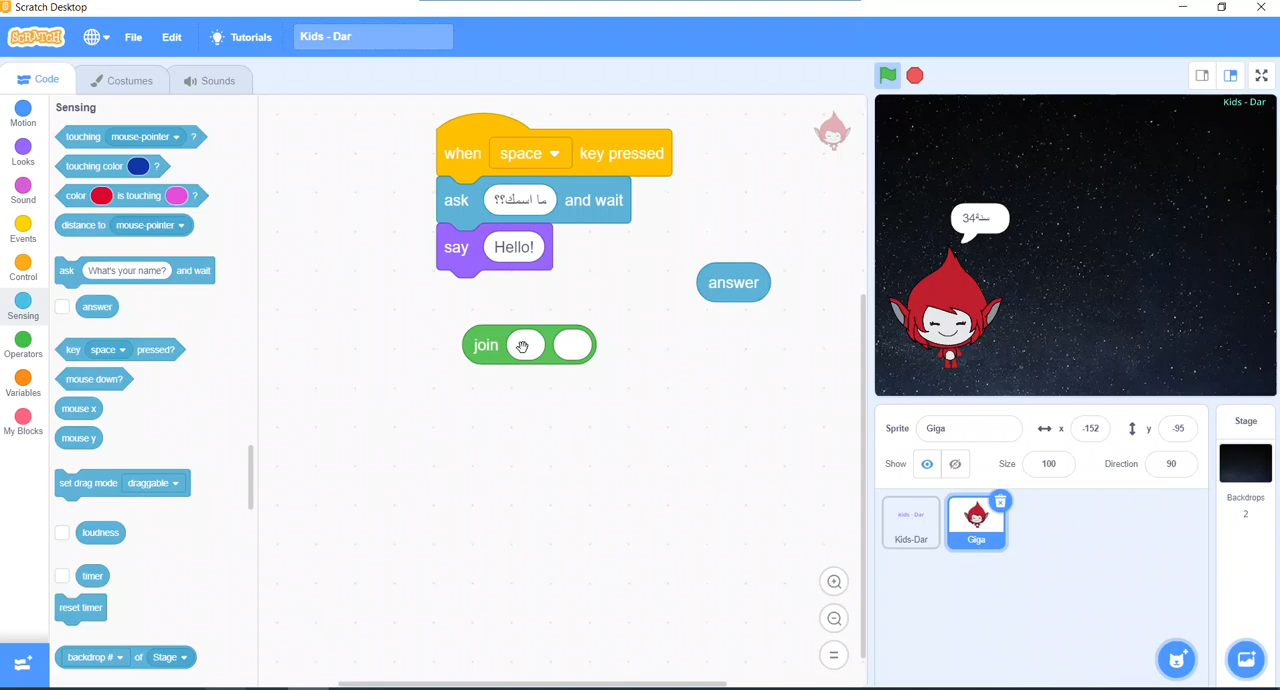 Scratch Desktop
SCRATCH File Edit Tutorials Kids - Dar
Code Costumes Sounds
Motion
Looks
Sound
Events
Control
Sensing
Operators
Variables
My Blocks
Sensing
touching mouse-pointer ?
touching color ?
color is touching ?
distance to mouse-pointer
ask What's your name? and wait
answer
key space pressed?
mouse down?
mouse x
mouse y
set drag mode draggable
loudness
timer
reset timer
backdrop # of Stage
when space key pressed
ask ما اسمك؟؟ and wait
say Hello!
answer
join
Kids - Dar
34سنة
Sprite Giga x -152 y -95
Show Size 100 Direction 90
Kids - Dar
Kids-Dar
Giga
Stage
Backdrops
2